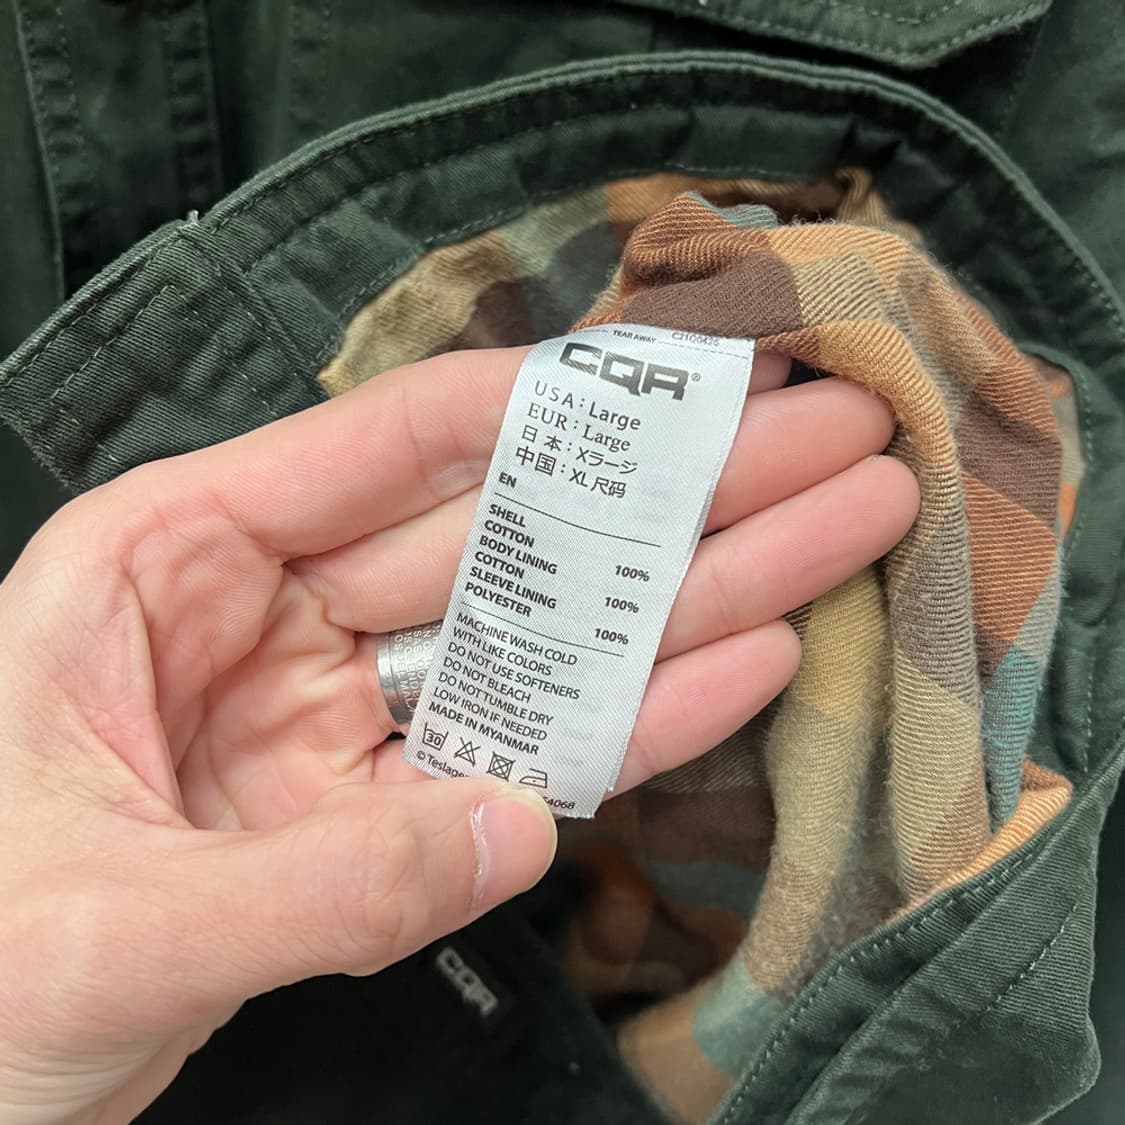 TEAR AWAY C21Q0426
CQR®
USA : Large
EUR : Large
日 本 : Xラージ
中国 : XL 尺码
EN
SHELL
COTTON 100%
BODY LINING
COTTON 100%
SLEEVE LINING
POLYESTER 100%
MACHINE WASH COLD
WITH LIKE COLORS
DO NOT USE SOFTENERS
DO NOT BLEACH
DO NOT TUMBLE DRY
LOW IRON IF NEEDED
MADE IN MYANMAR
30
4068
CQR